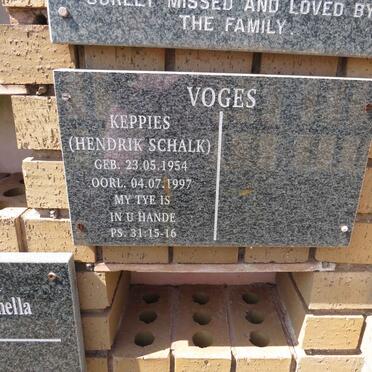 SORELY MISSED AND LOVED BY
THE FAMILY
VOGES
KEPPIES
(HENDRIK SCHALK)
GEB. 23.05.1954
OORL. 04.07.1997
MY TYE IS
IN U HANDE
PS. 31:15-16